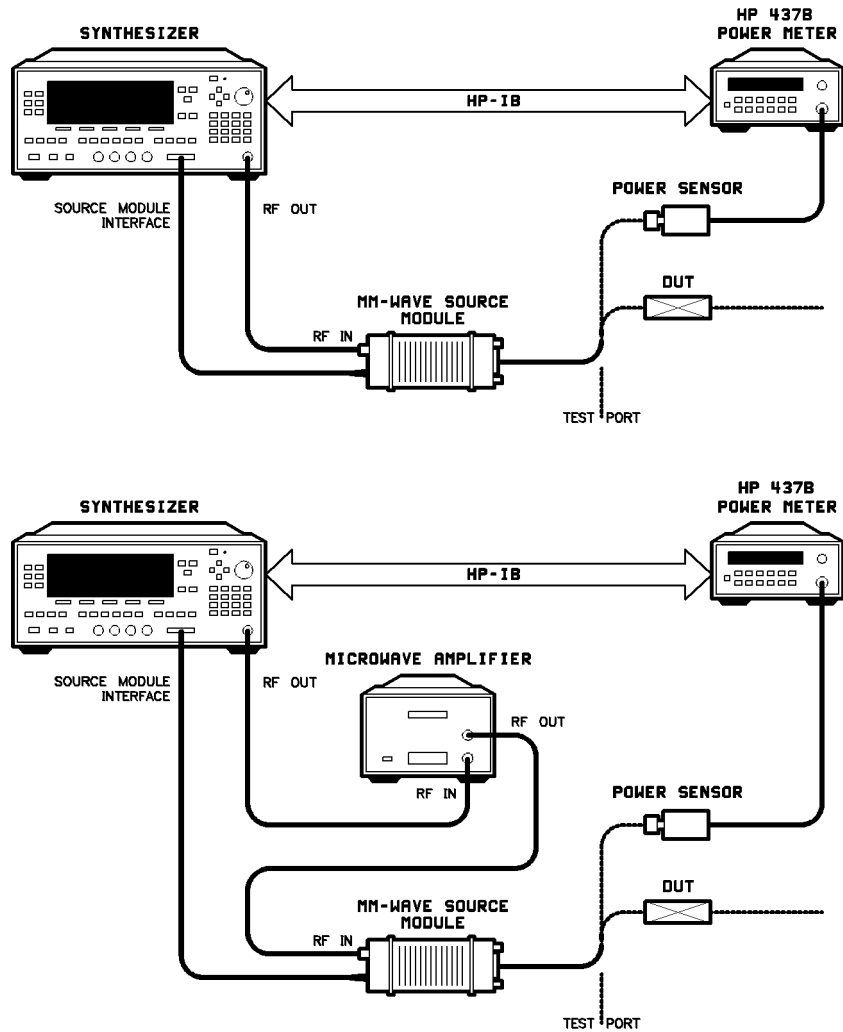 HP 437B
SYNTHESIZER
POWER METER
HP-IB
POWER SENSOR
SOURCE MODULE
INTERFACE
RF OUT
DUT
MM-WAVE SOURCE
MODULE
RF IN
TEST PORT
HP 437B
SYNTHESIZER
POWER METER
HP-IB
MICROWAVE AMPLIFIER
SOURCE MODULE
INTERFACE
RF OUT
RF OUT
RF IN
POWER SENSOR
DUT
MM-WAVE SOURCE
MODULE
RF IN
TEST PORT